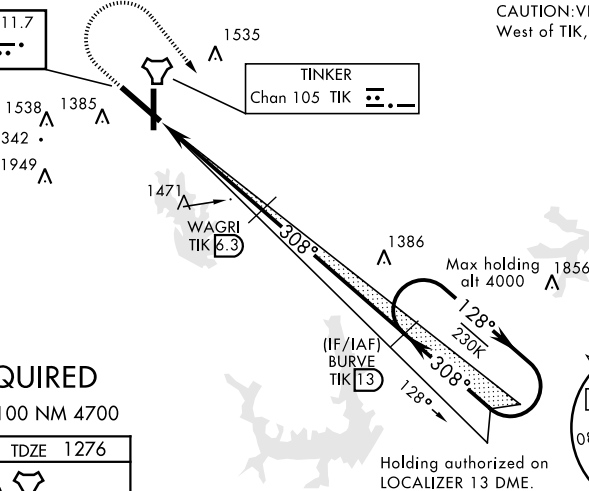 11.7
1535
CAUTION:V
West of TIK,
TINKER
Chan 105 TIK
1538
1385
342
1949
1471
WAGRI
TIK 6.3
308°
1386
Max holding
alt 4000
1856
128°
230K
(IF/IAF)
BURVE
TIK 13
308°
128°
QUIRED
100 NM 4700
TDZE 1276
Holding authorized on
LOCALIZER 13 DME.